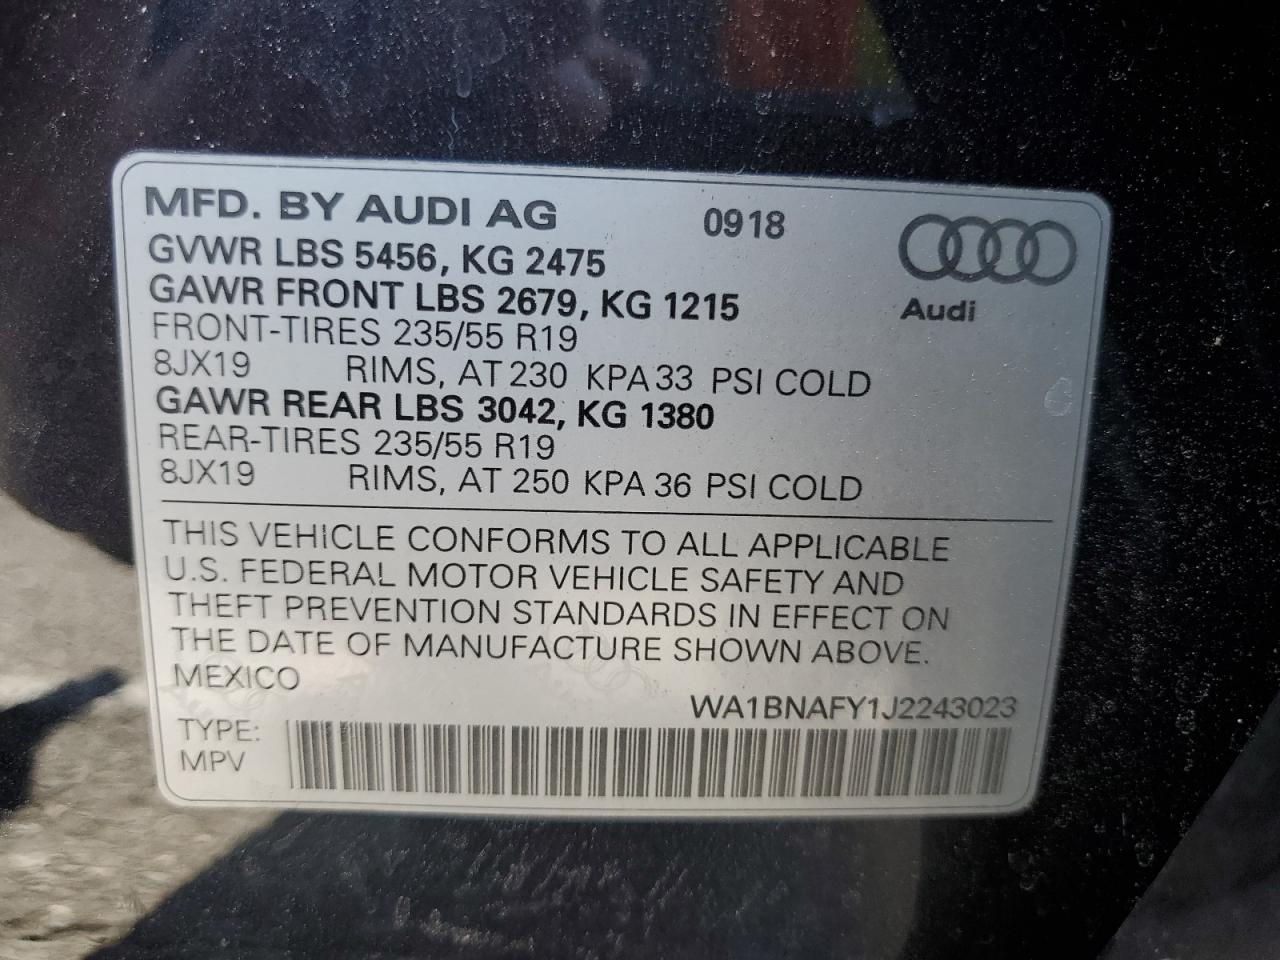 MFD. BY AUDI AG 0918
GVWR LBS 5456, KG 2475
GAWR FRONT LBS 2679, KG 1215
Audi
FRONT-TIRES 235/55 R19
8JX19 RIMS, AT 230 KPA 33 PSI COLD
GAWR REAR LBS 3042, KG 1380
REAR-TIRES 235/55 R19
8JX19 RIMS, AT 250 KPA 36 PSI COLD
THIS VEHICLE CONFORMS TO ALL APPLICABLE
U.S. FEDERAL MOTOR VEHICLE SAFETY AND
THEFT PREVENTION STANDARDS IN EFFECT ON
THE DATE OF MANUFACTURE SHOWN ABOVE.
MEXICO
WA1BNAFY1J2243023
TYPE:
MPV